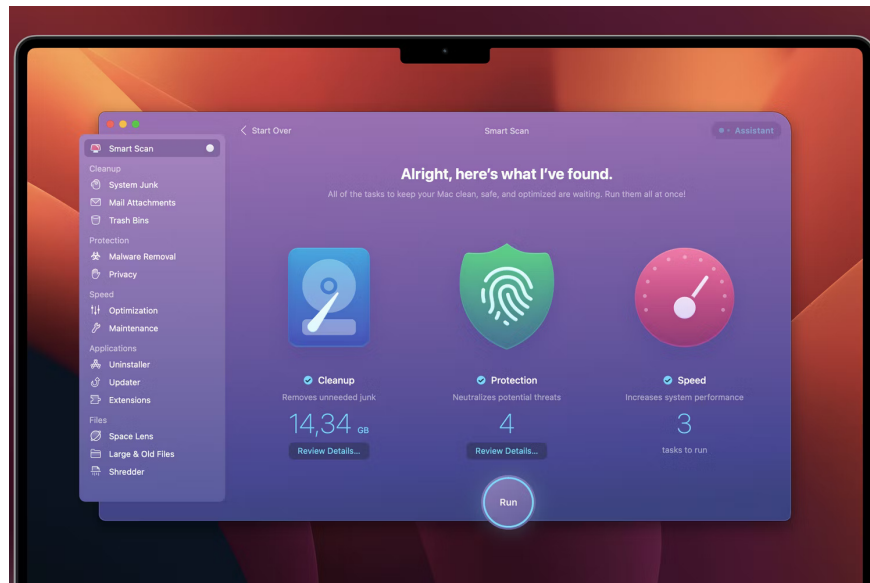 Start Over
Smart Scan
Assistant
Smart Scan
Cleanup
System Junk
Mail Attachments
Trash Bins
Protection
Malware Removal
Privacy
Speed
Optimization
Maintenance
Applications
Uninstaller
Updater
Extensions
Files
Space Lens
Large & Old Files
Shredder
Alright, here's what I've found.
All of the tasks to keep your Mac clean, safe, and optimized are waiting. Run them all at once!
Cleanup
Removes unneeded junk
14,34 GB
Review Details...
Protection
Neutralizes potential threats
4
Review Details...
Speed
Increases system performance
3
tasks to run
Run